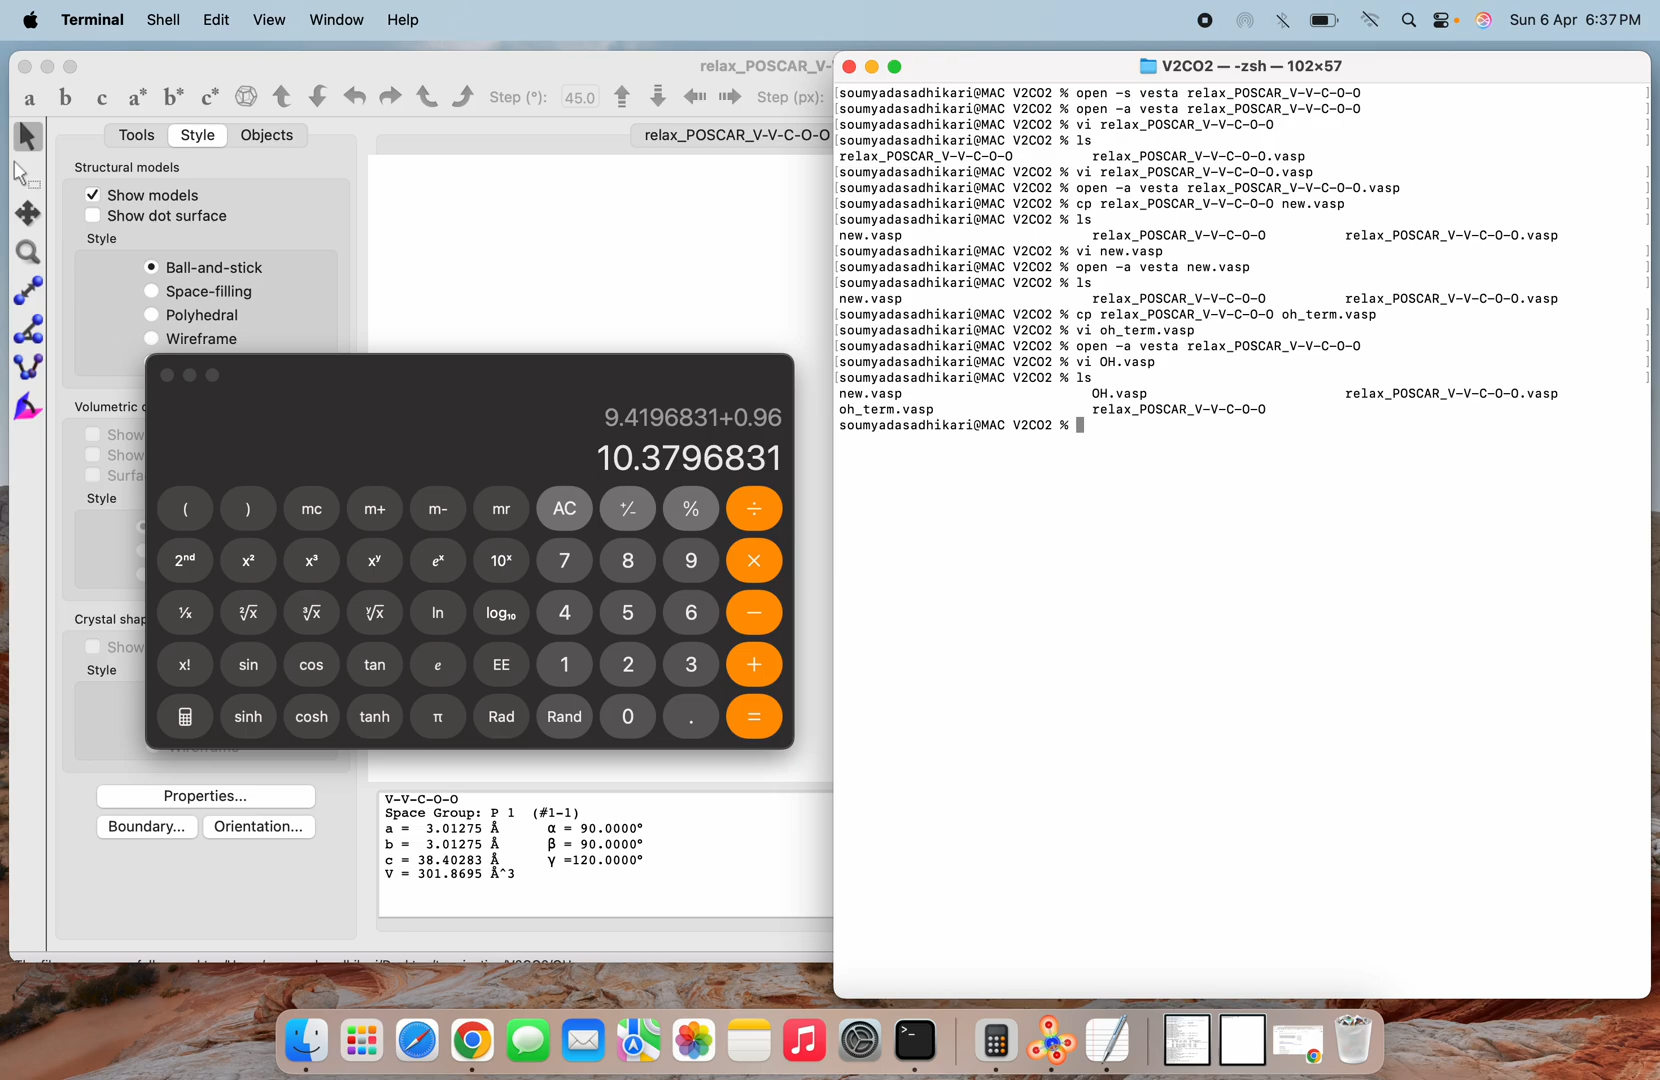 Terminal Shell Edit View Window Help
Sun 6 Apr 6:37 PM
relax_POSCAR_V-
a b c a* b* c* Step (°): 45.0 Step (px):
Tools Style Objects
relax_POSCAR_V-V-C-O-O
Structural models
Show models
Show dot surface
Style
Ball-and-stick
Space-filling
Polyhedral
Wireframe
Volumetric
Show
Show
Surfa
Style
Crystal shap
Show
Style
Properties...
Boundary... Orientation...
9.4196831+0.96
10.3796831
( ) mc m+ m- mr AC +/- % ÷
2nd x² x³ xʸ eˣ 10ˣ 7 8 9 ×
⅟x ²√x ³√x ʸ√x ln log₁₀ 4 5 6 −
x! sin cos tan e EE 1 2 3 +
sinh cosh tanh π Rad Rand 0 . =
V-V-C-O-O
Space Group: P 1 (#1-1)
a = 3.01275 Å α = 90.0000°
b = 3.01275 Å β = 90.0000°
c = 38.40283 Å γ =120.0000°
V = 301.8695 Å^3
V2CO2 — -zsh — 102×57
[soumyadasadhikari@MAC V2CO2 % open -s vesta relax_POSCAR_V-V-C-O-O ]
[soumyadasadhikari@MAC V2CO2 % open -a vesta relax_POSCAR_V-V-C-O-O ]
[soumyadasadhikari@MAC V2CO2 % vi relax_POSCAR_V-V-C-O-O ]
[soumyadasadhikari@MAC V2CO2 % ls ]
relax_POSCAR_V-V-C-O-O relax_POSCAR_V-V-C-O-O.vasp
[soumyadasadhikari@MAC V2CO2 % vi relax_POSCAR_V-V-C-O-O.vasp ]
[soumyadasadhikari@MAC V2CO2 % open -a vesta relax_POSCAR_V-V-C-O-O.vasp ]
[soumyadasadhikari@MAC V2CO2 % cp relax_POSCAR_V-V-C-O-O new.vasp ]
[soumyadasadhikari@MAC V2CO2 % ls ]
new.vasp relax_POSCAR_V-V-C-O-O relax_POSCAR_V-V-C-O-O.vasp
[soumyadasadhikari@MAC V2CO2 % vi new.vasp ]
[soumyadasadhikari@MAC V2CO2 % open -a vesta new.vasp ]
[soumyadasadhikari@MAC V2CO2 % ls ]
new.vasp relax_POSCAR_V-V-C-O-O relax_POSCAR_V-V-C-O-O.vasp
[soumyadasadhikari@MAC V2CO2 % cp relax_POSCAR_V-V-C-O-O oh_term.vasp ]
[soumyadasadhikari@MAC V2CO2 % vi oh_term.vasp ]
[soumyadasadhikari@MAC V2CO2 % open -a vesta relax_POSCAR_V-V-C-O-O ]
[soumyadasadhikari@MAC V2CO2 % vi OH.vasp ]
[soumyadasadhikari@MAC V2CO2 % ls ]
new.vasp OH.vasp relax_POSCAR_V-V-C-O-O.vasp
oh_term.vasp relax_POSCAR_V-V-C-O-O
soumyadasadhikari@MAC V2CO2 %